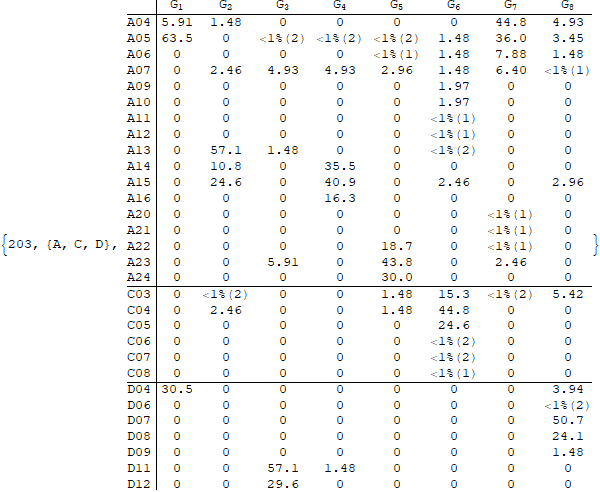 G₁ G₂ G₃ G₄ G₅ G₆ G₇ G₈
A04 5.91 1.48 0 0 0 0 44.8 4.93
A05 63.5 0 <1%(2) <1%(2) <1%(2) 1.48 36.0 3.45
A06 0 0 0 0 <1%(1) 1.48 7.88 1.48
A07 0 2.46 4.93 4.93 2.96 1.48 6.40 <1%(1)
A09 0 0 0 0 0 1.97 0 0
A10 0 0 0 0 0 1.97 0 0
A11 0 0 0 0 0 <1%(1) 0 0
A12 0 0 0 0 0 <1%(1) 0 0
A13 0 57.1 1.48 0 0 <1%(2) 0 0
A14 0 10.8 0 35.5 0 0 0 0
A15 0 24.6 0 40.9 0 2.46 0 2.96
A16 0 0 0 16.3 0 0 0 0
A20 0 0 0 0 0 0 <1%(1) 0
A21 0 0 0 0 0 0 <1%(1) 0
{203, {A, C, D}, A22 0 0 0 0 18.7 0 <1%(1) 0 }
A23 0 0 5.91 0 43.8 0 2.46 0
A24 0 0 0 0 30.0 0 0 0
C03 0 <1%(2) 0 0 1.48 15.3 <1%(2) 5.42
C04 0 2.46 0 0 1.48 44.8 0 0
C05 0 0 0 0 0 24.6 0 0
C06 0 0 0 0 0 <1%(2) 0 0
C07 0 0 0 0 0 <1%(2) 0 0
C08 0 0 0 0 0 <1%(1) 0 0
D04 30.5 0 0 0 0 0 0 3.94
D06 0 0 0 0 0 0 0 <1%(2)
D07 0 0 0 0 0 0 0 50.7
D08 0 0 0 0 0 0 0 24.1
D09 0 0 0 0 0 0 0 1.48
D11 0 0 57.1 1.48 0 0 0 0
D12 0 0 29.6 0 0 0 0 0